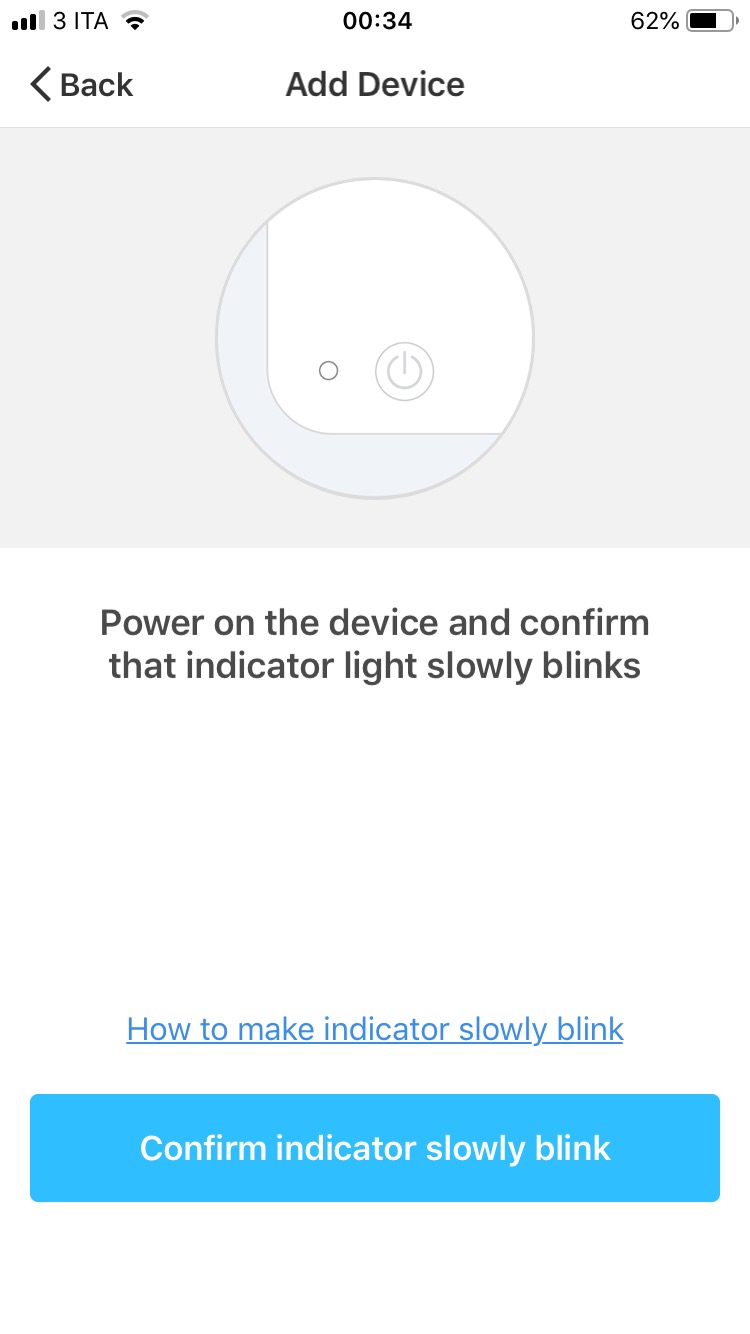 3 ITA 00:34 62%
Back Add Device
Power on the device and confirm
that indicator light slowly blinks
How to make indicator slowly blink
Confirm indicator slowly blink